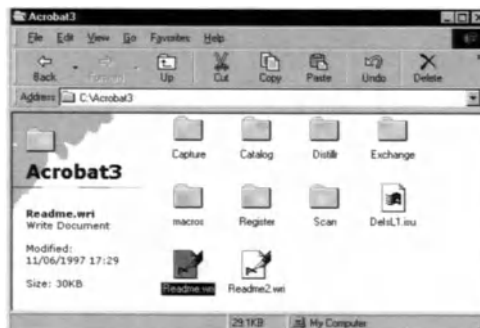 Acrobat3
File Edit View Go Favorites Help
Back Forward Up Cut Copy Paste Undo Delete
Address C:\Acrobat3
Acrobat3
Readme.wri
Write Document
Modified:
11/06/1997 17:29
Size: 30KB
Capture Catalog Distillr Exchange
macros Register Scan DelsL1.isu
Readme.wri Readme2.wri
29.1KB My Computer